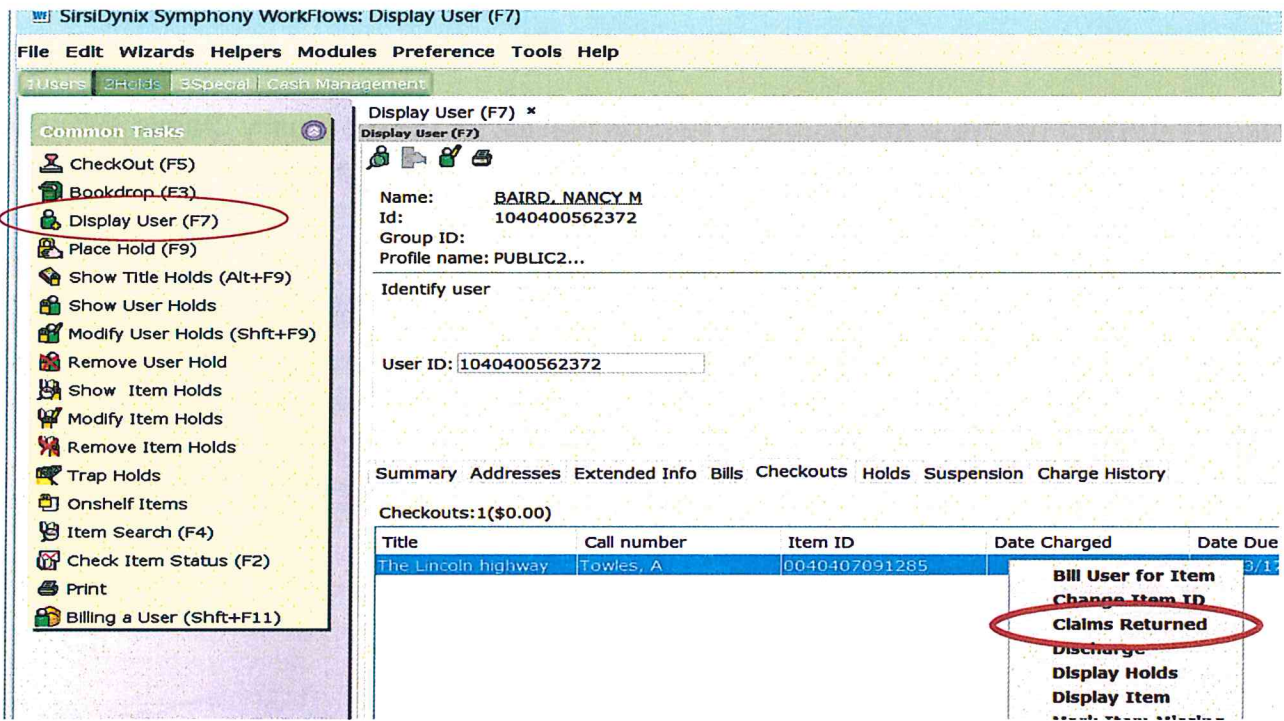 SirsiDynix Symphony WorkFlows: Display User (F7)
File Edit Wizards Helpers Modules Preference Tools Help
1Users 2Holds 3Special Cash Management
Common Tasks
CheckOut (F5)
Bookdrop (F3)
Display User (F7)
Place Hold (F9)
Show Title Holds (Alt+F9)
Show User Holds
Modify User Holds (Shft+F9)
Remove User Hold
Show Item Holds
Modify Item Holds
Remove Item Holds
Trap Holds
Onshelf Items
Item Search (F4)
Check Item Status (F2)
Print
Billing a User (Shft+F11)
Display User (F7) ×
Display User (F7)
Name: BAIRD, NANCY M
Id: 1040400562372
Group ID:
Profile name: PUBLIC2...
Identify user
User ID: 1040400562372
Summary Addresses Extended Info Bills Checkouts Holds Suspension Charge History
Checkouts:1($0.00)
Title Call number Item ID Date Charged Date Due
The Lincoln highway Towles, A 0040407091285
Bill User for Item
Change Item ID
Claims Returned
Discharge
Display Holds
Display Item
Mark Item Missing